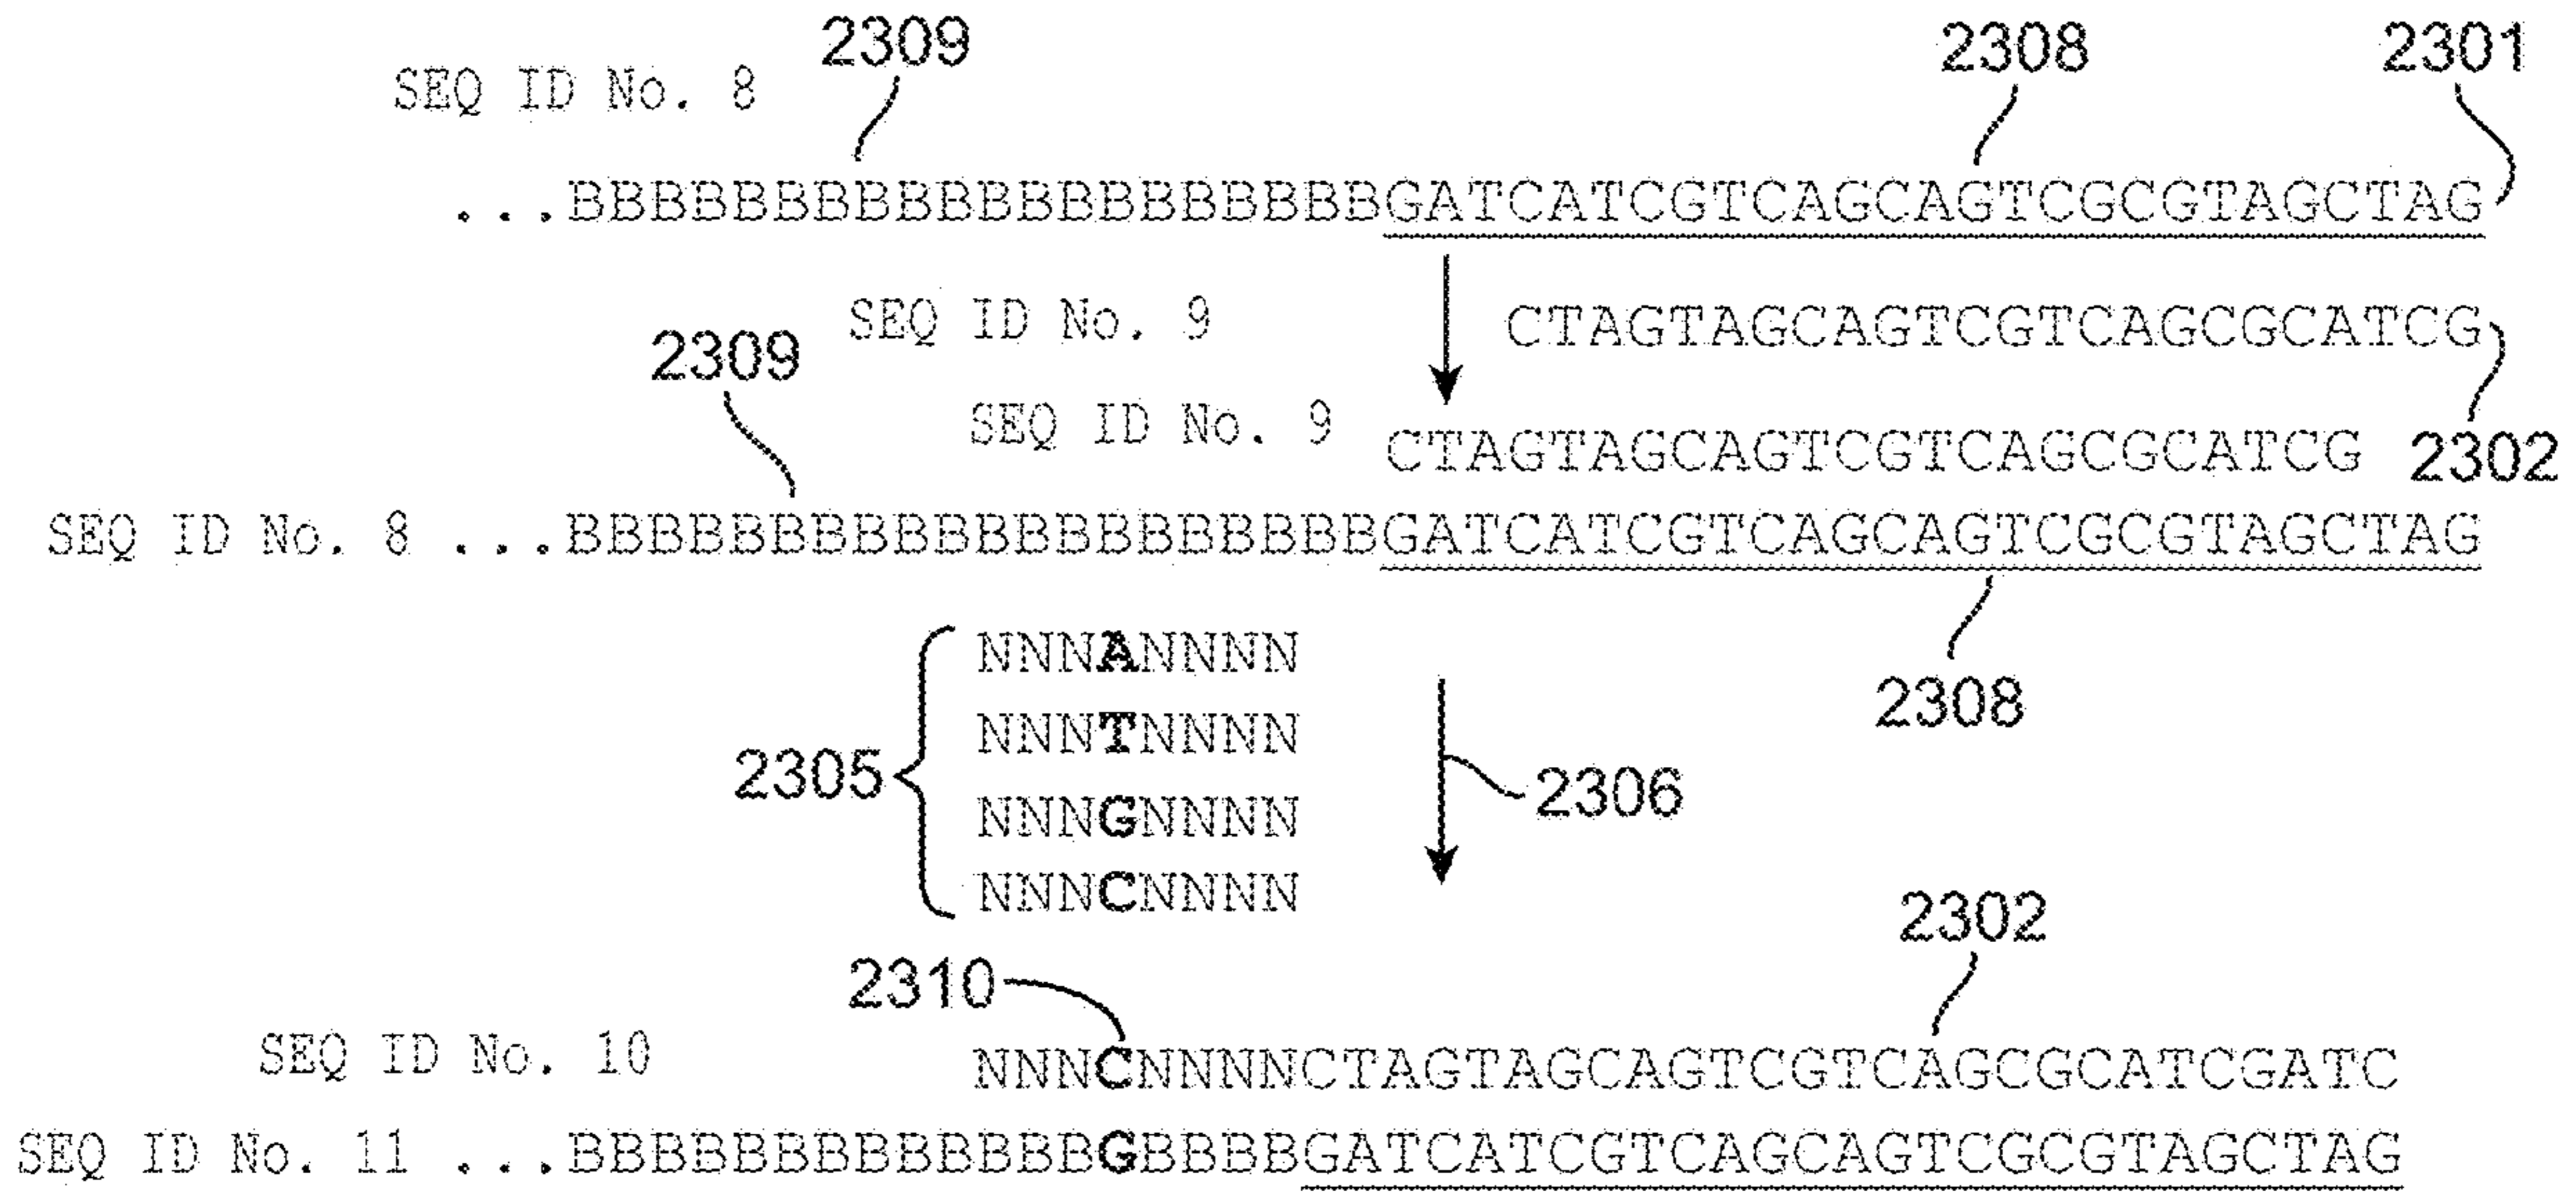 2309 2308 2301
SEQ ID No. 8
...BBBBBBBBBBBBBBBBBBBBGATCATCGTCAGCAGTCGCGTAGCTAG
SEQ ID No. 9 CTAGTAGCAGTCGTCAGCGCATCG
2309
SEQ ID No. 9 CTAGTAGCAGTCGTCAGCGCATCG 2302
SEQ ID No. 8 ...BBBBBBBBBBBBBBBBBBBBGATCATCGTCAGCAGTCGCGTAGCTAG
NNNANNNN
2308
NNNTNNNN
2305 2306
NNNGNNNN
NNNCNNNN
2302
2310
SEQ ID No. 10 NNNCNNNNCTAGTAGCAGTCGTCAGCGCATCGATC
SEQ ID No. 11 ...BBBBBBBBBBBBBGBBBBGATCATCGTCAGCAGTCGCGTAGCTAG